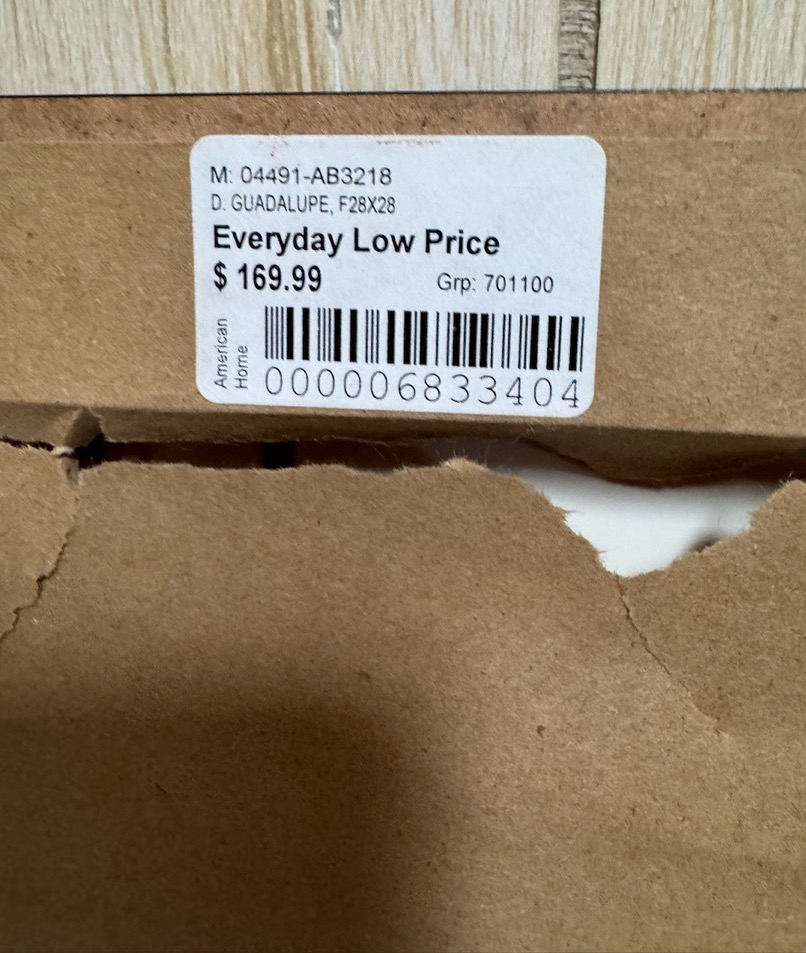 M: 04491-AB3218
D: GUADALUPE, F28X28
Everyday Low Price
$ 169.99 Grp: 701100
American
Home
000006833404